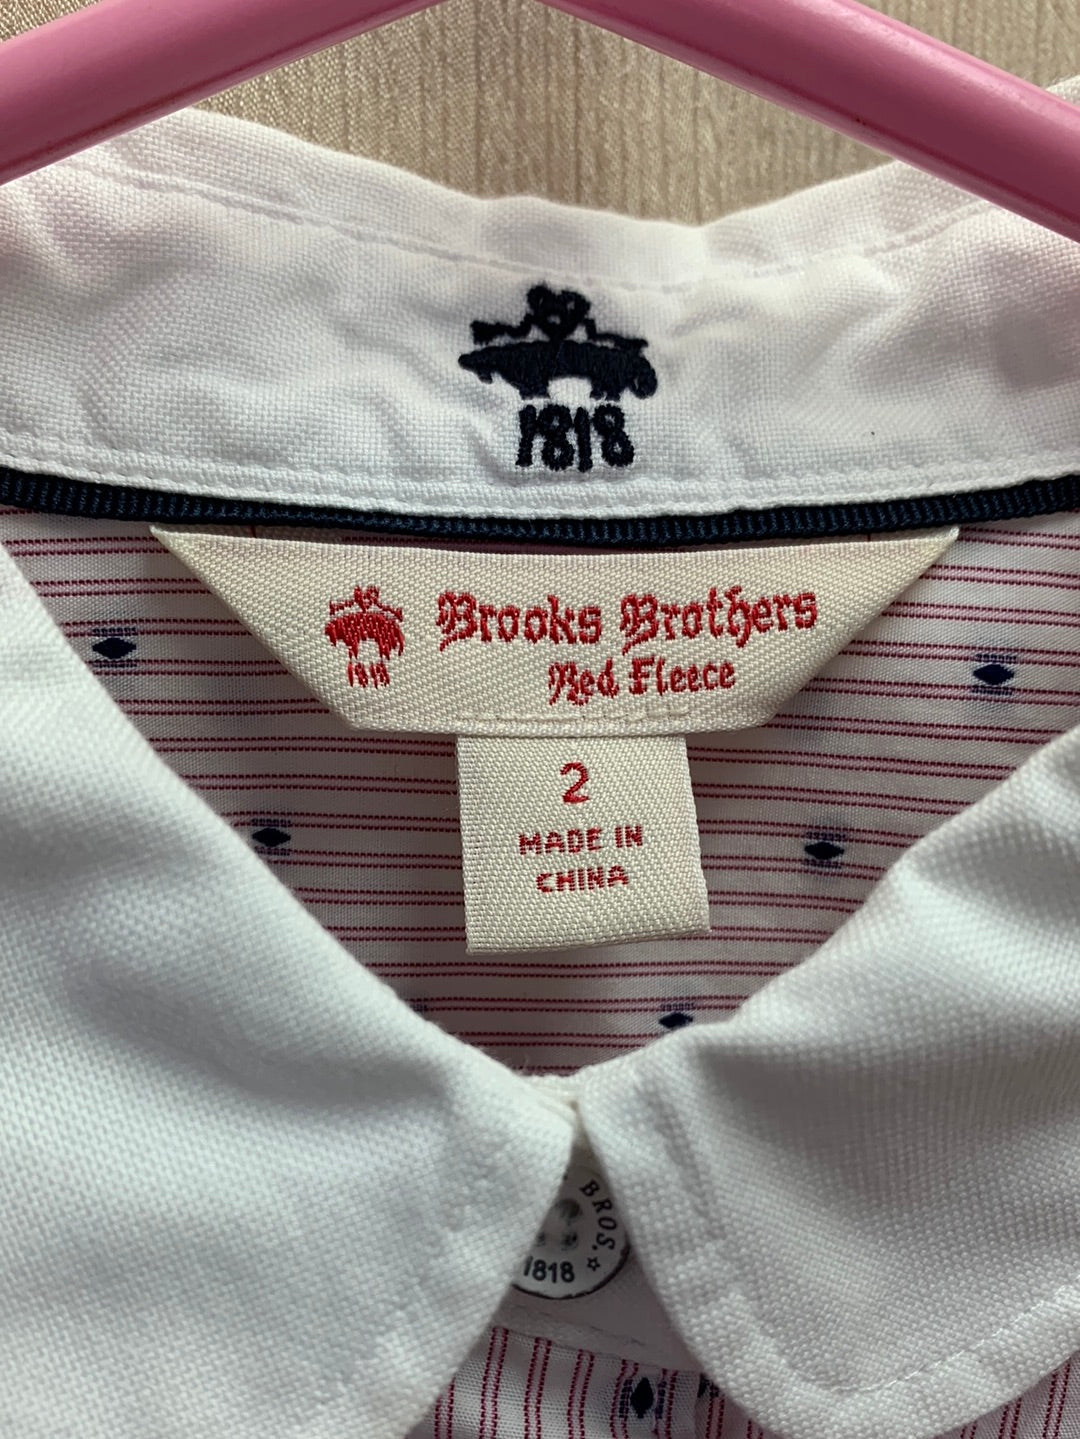 1818
Brooks Brothers
Red Fleece
1818
2
MADE IN
CHINA
BROS. ☆
1818